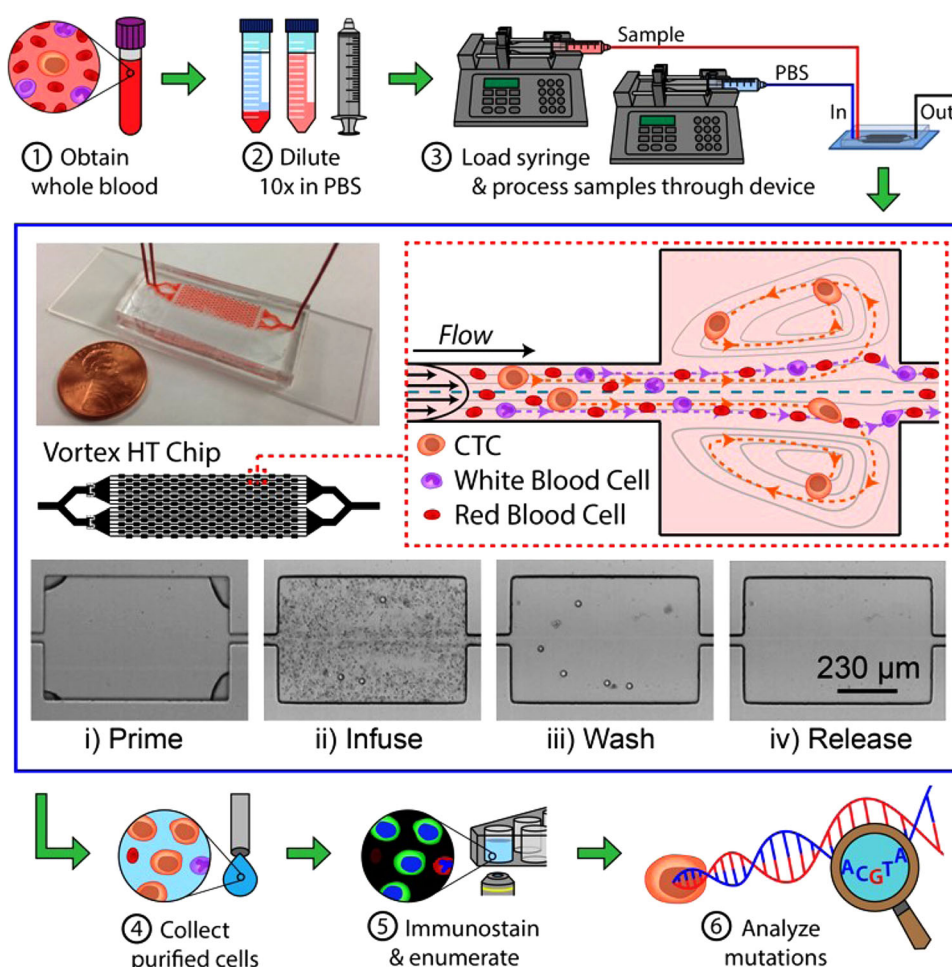 Sample
PBS
In
Out
1 Obtain
whole blood
2 Dilute
10x in PBS
3 Load syringe
& process samples through device
Flow
Vortex HT Chip
CTC
White Blood Cell
Red Blood Cell
230 µm
i) Prime
ii) Infuse
iii) Wash
iv) Release
4 Collect
purified cells
5 Immunostain
& enumerate
ACGTA
6 Analyze
mutations